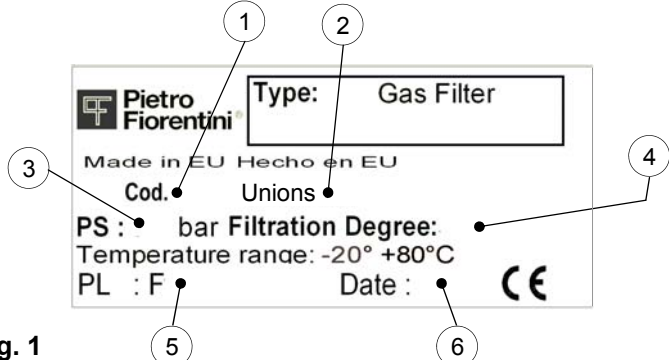 1 2
Pietro Fiorentini®
Type: Gas Filter
3 4
Made in EU Hecho en EU
Cod. Unions
PS : bar Filtration Degree:
Temperature range: -20° +80°C
PL : F Date : CE
5 6
g. 1